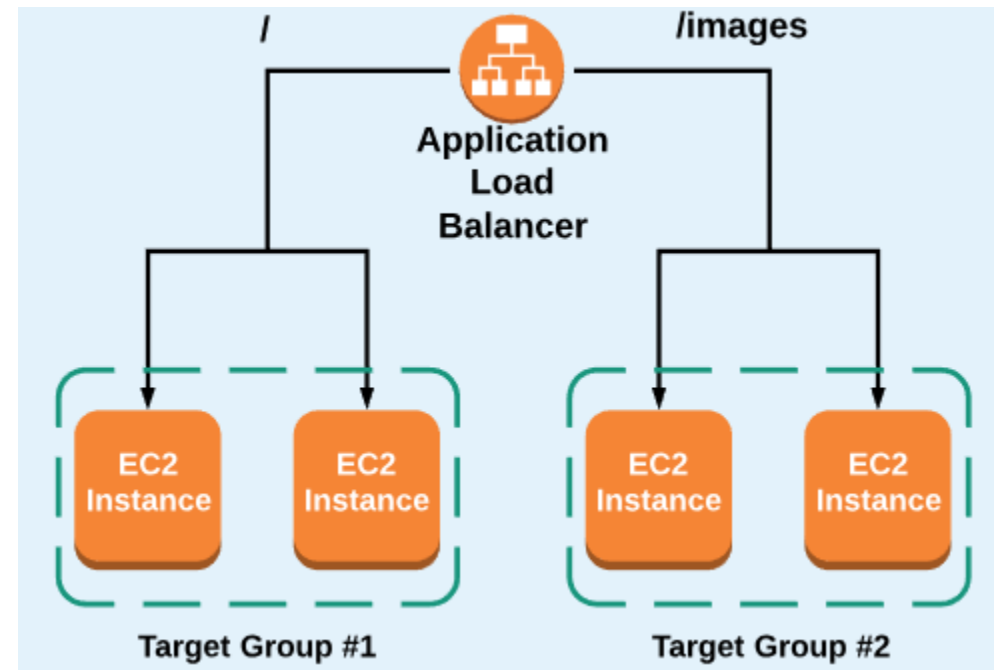 /
/images
Application
Load
Balancer
EC2
Instance
EC2
Instance
EC2
Instance
EC2
Instance
Target Group #1
Target Group #2